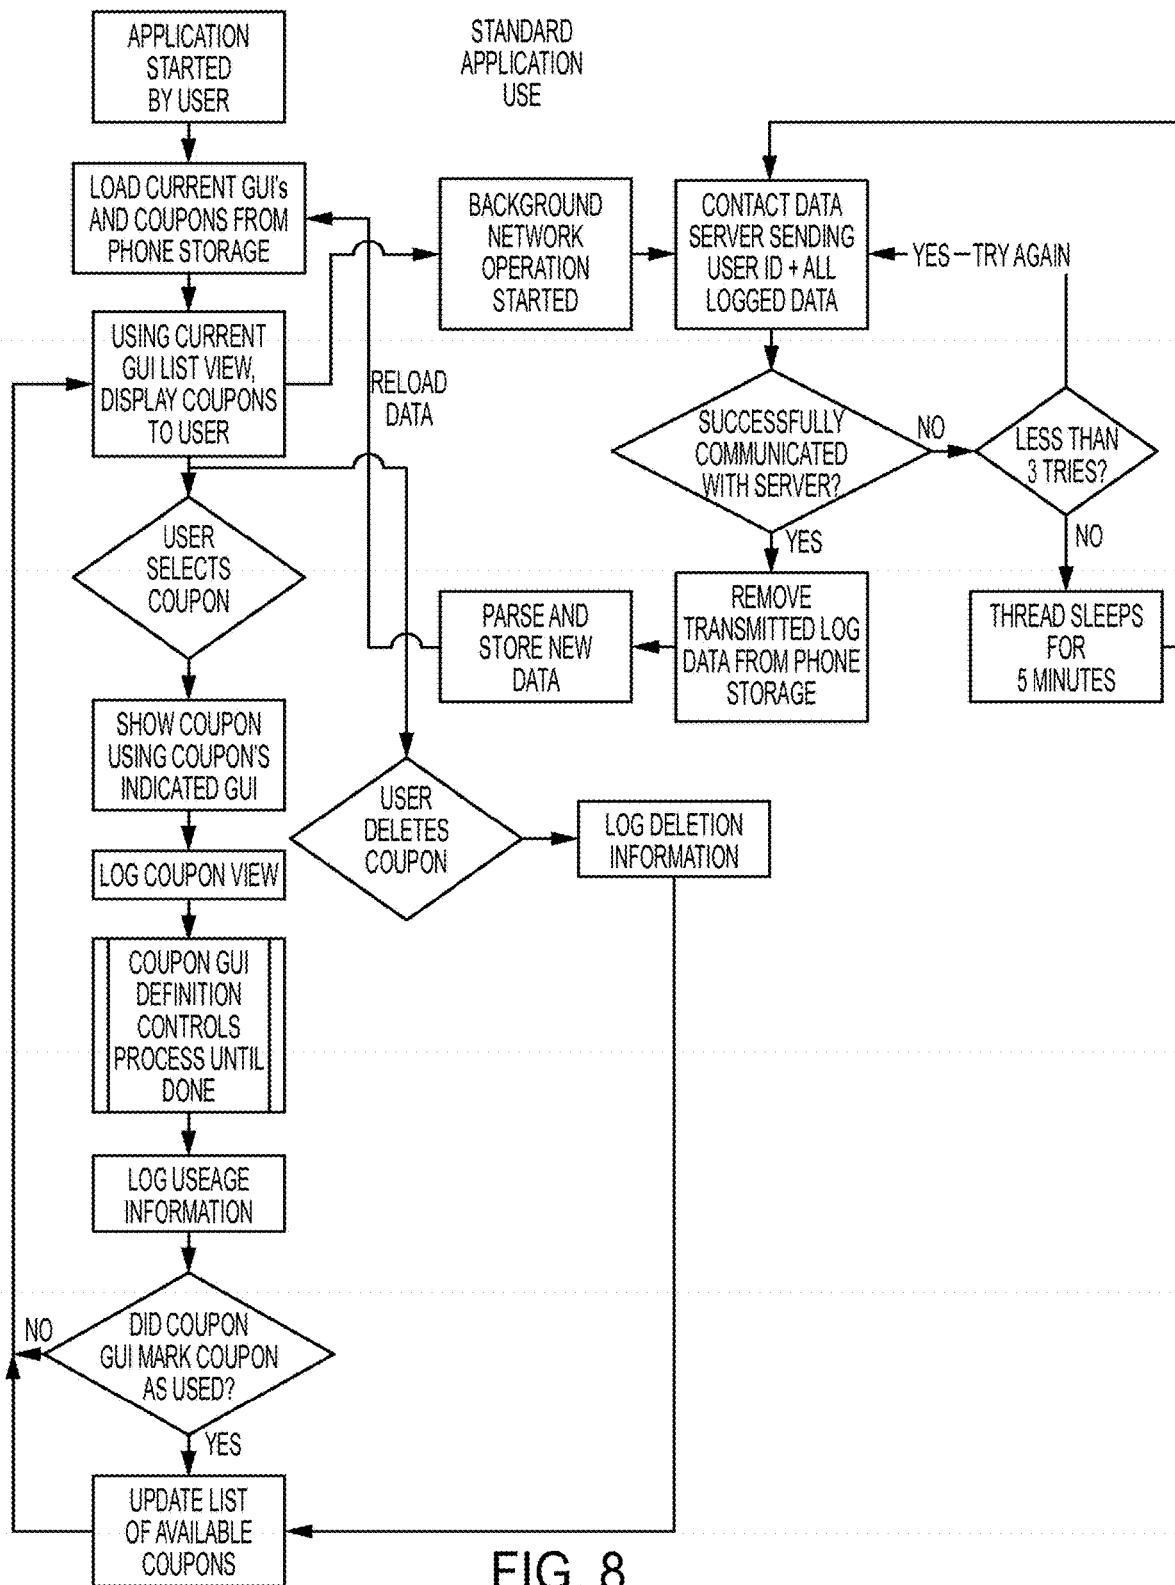 APPLICATION
STARTED
BY USER
STANDARD
APPLICATION
USE
LOAD CURRENT GUI's
AND COUPONS FROM
PHONE STORAGE
BACKGROUND
NETWORK
OPERATION
STARTED
CONTACT DATA
SERVER SENDING
USER ID + ALL
LOGGED DATA
YES-TRY AGAIN
USING CURRENT
GUI LIST VIEW,
DISPLAY COUPONS
TO USER
RELOAD
DATA
SUCCESSFULLY
COMMUNICATED
WITH SERVER?
NO
LESS THAN
3 TRIES?
YES
NO
USER
SELECTS
COUPON
PARSE AND
STORE NEW
DATA
REMOVE
TRANSMITTED LOG
DATA FROM PHONE
STORAGE
THREAD SLEEPS
FOR
5 MINUTES
SHOW COUPON
USING COUPON'S
INDICATED GUI
USER
DELETES
COUPON
LOG DELETION
INFORMATION
LOG COUPON VIEW
COUPON GUI
DEFINITION
CONTROLS
PROCESS UNTIL
DONE
LOG USEAGE
INFORMATION
DID COUPON
GUI MARK COUPON
AS USED?
NO
YES
UPDATE LIST
OF AVAILABLE
COUPONS
FIG. 8